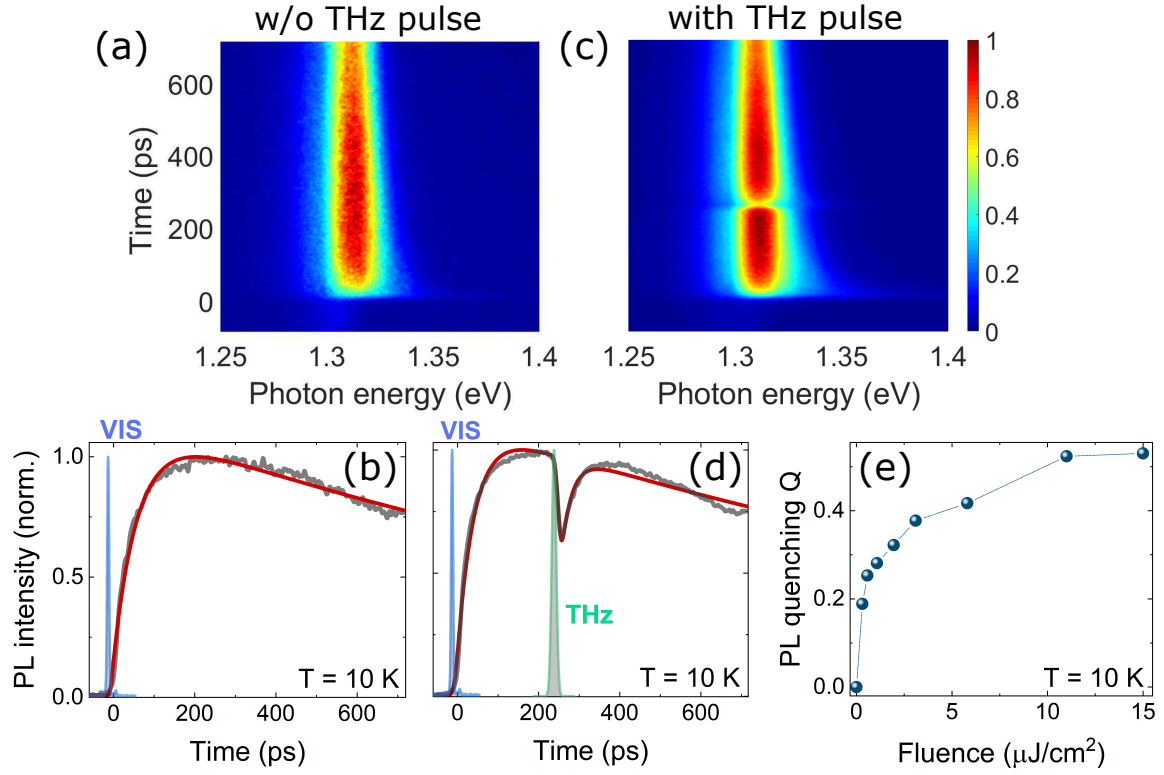 w/o THz pulse
with THz pulse
(a)
(c)
Time (ps)
600
400
200
0
1
0.8
0.6
0.4
0.2
0
1.25
1.3
1.35
1.4
1.25
1.3
1.35
1.4
Photon energy (eV)
Photon energy (eV)
VIS
VIS
PL intensity (norm.)
1.0
0.5
0.0
(b)
(d)
(e)
THz
T = 10 K
T = 10 K
T = 10 K
PL quenching Q
0.4
0.2
0.0
0
200
400
600
0
200
400
600
0
5
10
15
Time (ps)
Time (ps)
Fluence (μJ/cm²)